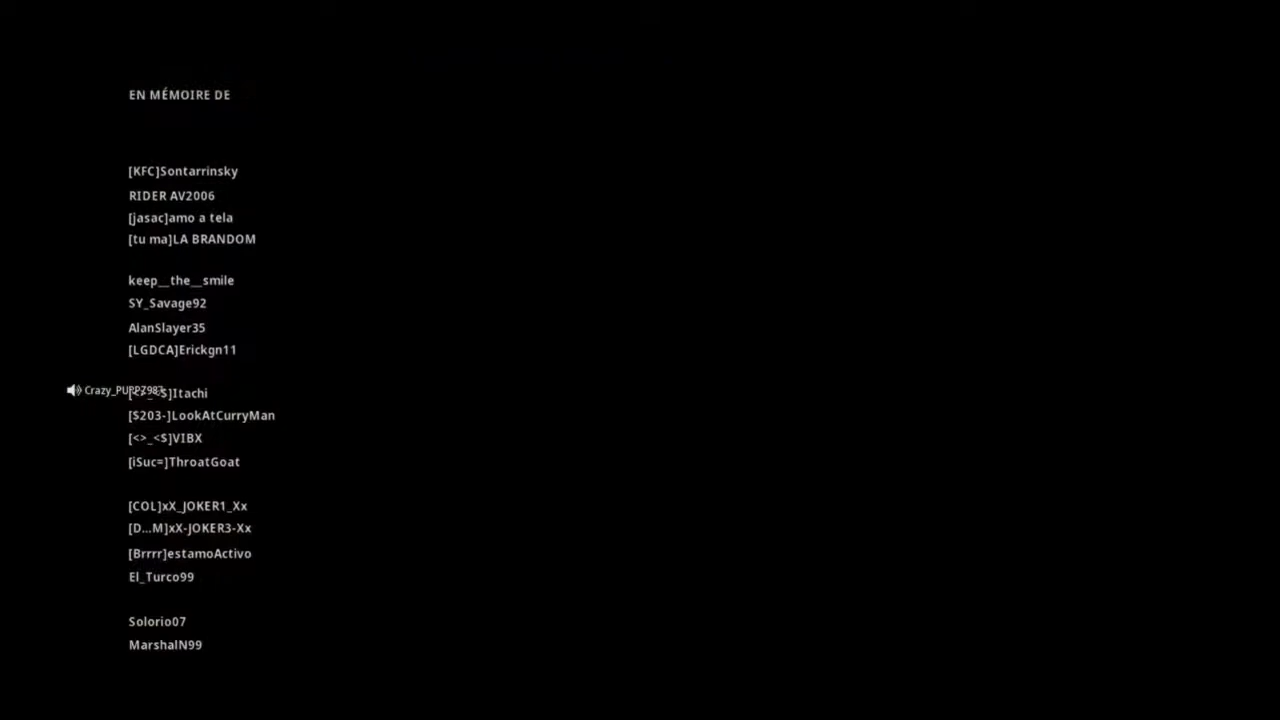 EN MÉMOIRE DE
[KFC]Sontarrinsky
RIDER AV2006
[jasac]amo a tela
[tu ma]LA BRANDOM
keep__the__smile
SY_Savage92
AlanSlayer35
[LGDCA]Erickgn11
[<>_<$]Itachi
[$203-]LookAtCurryMan
[<>_<$]VIBX
[iSuc=]ThroatGoat
[COL]xX_JOKER1_Xx
[D...M]xX-JOKER3-Xx
[Brrrr]estamoActivo
El_Turco99
Solorio07
MarshalN99